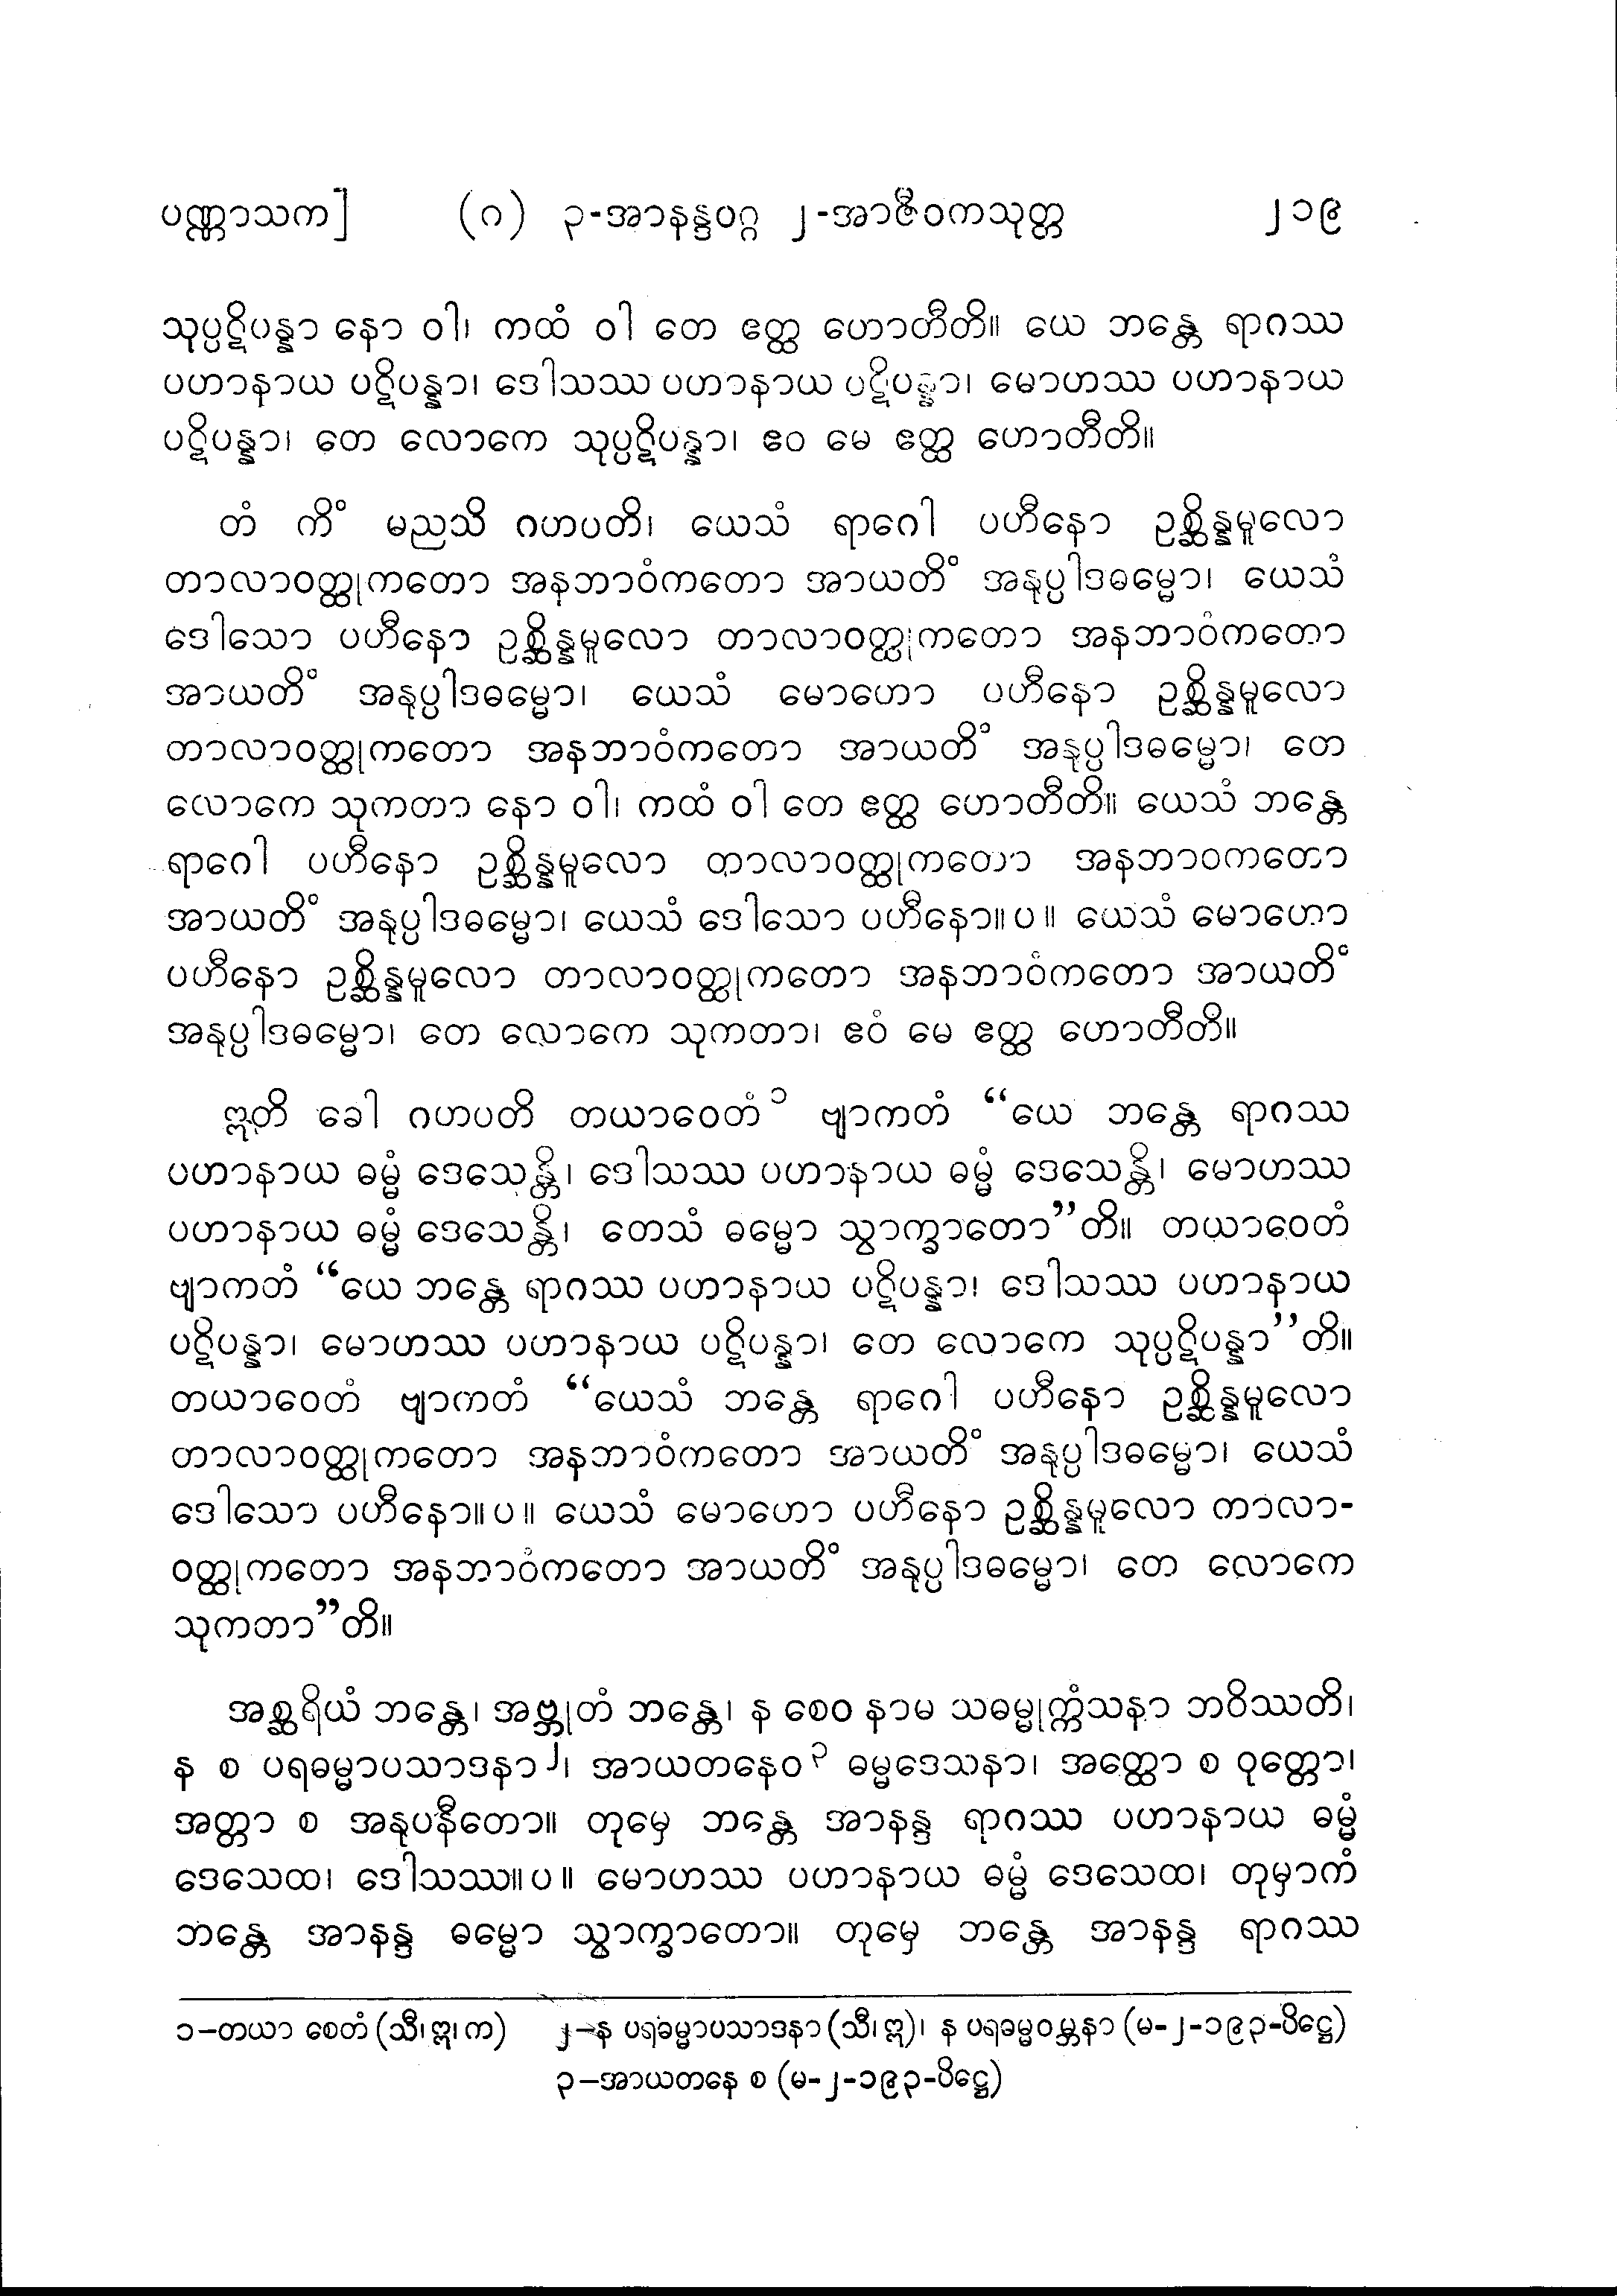 ပဏ္ဏာသက]   (ဂ) ၃-အာနန္ဒဝဂ္ဂ ၂-အာဇီဝကသုတ္တ   ၂၁၉
သုပ္ပဋိပန္နာ နော ဝါ၊ ကထံ ဝါ တေ ဧတ္ထ ဟောတီတိ။ ယေ ဘန္တေ ရာဂဿ
ပဟာနာယ ပဋိပန္နာ၊ ဒေါသဿ ပဟာနာယ ပဋိပန္နာ၊ မောဟဿ ပဟာနာယ
ပဋိပန္နာ၊ တေ လောကေ သုပ္ပဋိပန္နာ၊ ဧဝ မေ ဧတ္ထ ဟောတီတိ။
တံ ကိံ မညသိ ဂဟပတိ၊ ယေသံ ရာဂေါ ပဟီနော ဥစ္ဆိန္နမူလော
တာလာဝတ္ထုကတော အနဘာဝံကတော အာယတိံ အနုပ္ပါဒဓမ္မော၊ ယေသံ
ဒေါသော ပဟီနော ဥစ္ဆိန္နမူလော တာလာဝတ္ထုကတော အနဘာဝံကတော
အာယတိံ အနုပ္ပါဒဓမ္မော၊ ယေသံ မောဟော ပဟီနော ဥစ္ဆိန္နမူလော
တာလာဝတ္ထုကတော အနဘာဝံကတော အာယတိံ အနုပ္ပါဒဓမ္မော၊ တေ
လောကေ သုကတာ နော ဝါ၊ ကထံ ဝါ တေ ဧတ္ထ ဟောတီတိ။ ယေသံ ဘန္တေ
ရာဂေါ ပဟီနော ဥစ္ဆိန္နမူလော တာလာဝတ္ထုကတော အနဘာဝကတော
အာယတိံ အနုပ္ပါဒဓမ္မော၊ ယေသံ ဒေါသော ပဟီနော။ပ။ ယေသံ မောဟော
ပဟီနော ဥစ္ဆိန္နမူလော တာလာဝတ္ထုကတော အနဘာဝံကတော အာယတိံ
အနုပ္ပါဒဓမ္မော၊ တေ လောကေ သုကတာ၊ ဧဝံ မေ ဧတ္ထ ဟောတီတိ။
ဣတိ ခေါ ဂဟပတိ တယာဝေတံ ၁ ဗျာကတံ “ယေ ဘန္တေ ရာဂဿ
ပဟာနာယ ဓမ္မံ ဒေသေန္တိ၊ ဒေါသဿ ပဟာနာယ ဓမ္မံ ဒေသေန္တိ၊ မောဟဿ
ပဟာနာယ ဓမ္မံ ဒေသေန္တိ၊ တေသံ ဓမ္မော သွာက္ခာတော”တိ။ တယာဝေတံ
ဗျာကတံ “ယေ ဘန္တေ ရာဂဿ ပဟာနာယ ပဋိပန္နာ၊ ဒေါသဿ ပဟာနာယ
ပဋိပန္နာ၊ မောဟဿ ပဟာနာယ ပဋိပန္နာ၊ တေ လောကေ သုပ္ပဋိပန္နာ”တိ။
တယာဝေတံ ဗျာကတံ “ယေသံ ဘန္တေ ရာဂေါ ပဟီနော ဥစ္ဆိန္နမူလော
တာလာဝတ္ထုကတော အနဘာဝံကတော အာယတိံ အနုပ္ပါဒဓမ္မော၊ ယေသံ
ဒေါသော ပဟီနော။ပ။ ယေသံ မောဟော ပဟီနော ဥစ္ဆိန္နမူလော ကာလာ-
ဝတ္ထုကတော အနဘာဝံကတော အာယတိံ အနုပ္ပါဒဓမ္မော၊ တေ လောကေ
သုကတာ”တိ။
အစ္ဆရိယံ ဘန္တေ၊ အဗ္ဘုတံ ဘန္တေ၊ န စေဝ နာမ သဓမ္မုက္ကံသနာ ဘဝိဿတိ၊
န စ ပရဓမ္မာပသာဒနာ၂၊ အာယတနေဝ ၃ ဓမ္မဒေသနာ၊ အတ္ထော စ ဝုတ္တော၊
အတ္တာ စ အနုပနီတော။ တုမှေ ဘန္တေ အာနန္ဒ ရာဂဿ ပဟာနာယ ဓမ္မံ
ဒေသေထ၊ ဒေါသဿ။ပ။ မောဟဿ ပဟာနာယ ဓမ္မံ ဒေသေထ၊ တုမှာကံ
ဘန္တေ အာနန္ဒ ဓမ္မော သွာက္ခာတော။ တုမှေ ဘန္တေ အာနန္ဒ ရာဂဿ
၁–တယာ စေတံ (သီ၊ ဣ၊ က)   ၂–န ပရဓမ္မာပသာဒနာ (သီ၊ ဣ)၊ န ပရဓမ္မဝမ္ဘနာ (မ-၂-၁၉၃-ပိဋ္ဌေ)
၃–အာယတနေ စ (မ-၂-၁၉၃-ပိဋ္ဌေ)